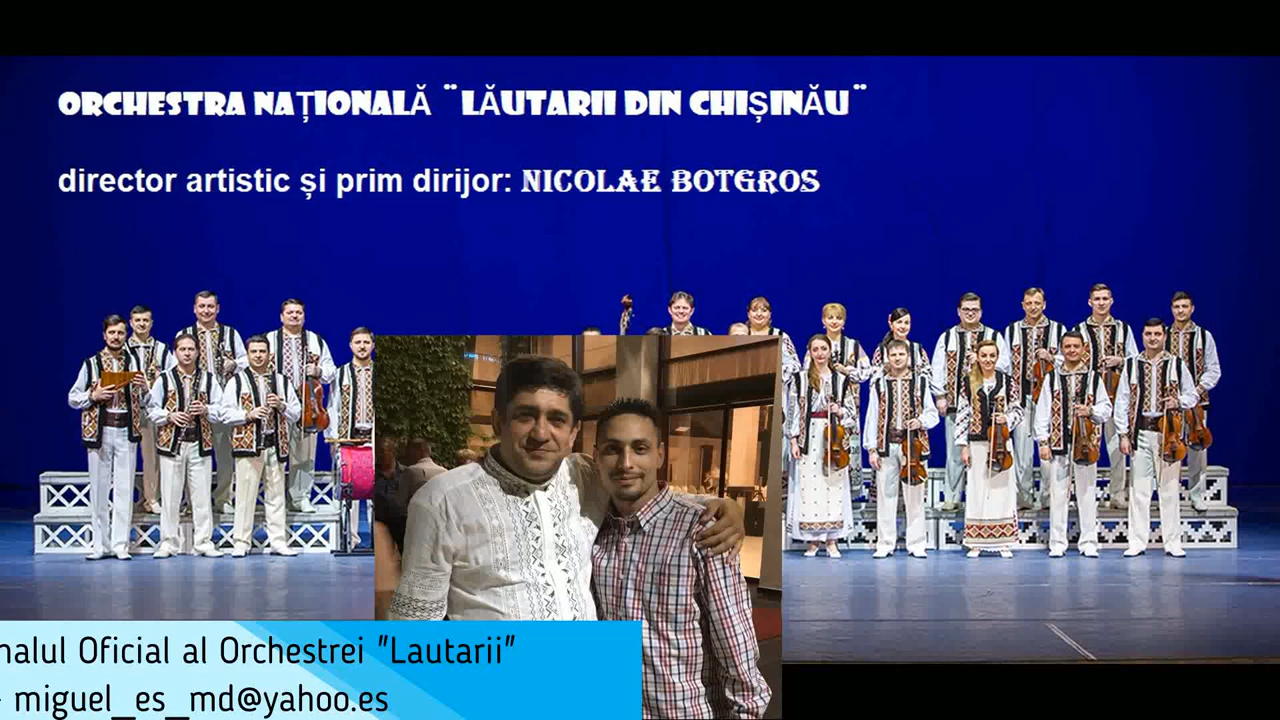 ORCHESTRA NAȚIONALĂ ¨LĂUTARII DIN CHIȘINĂU¨
director artistic și prim dirijor: NICOLAE BOTGROS
Oficial al Orchestrei "Lautarii"
miguel_es_md@yahoo.es